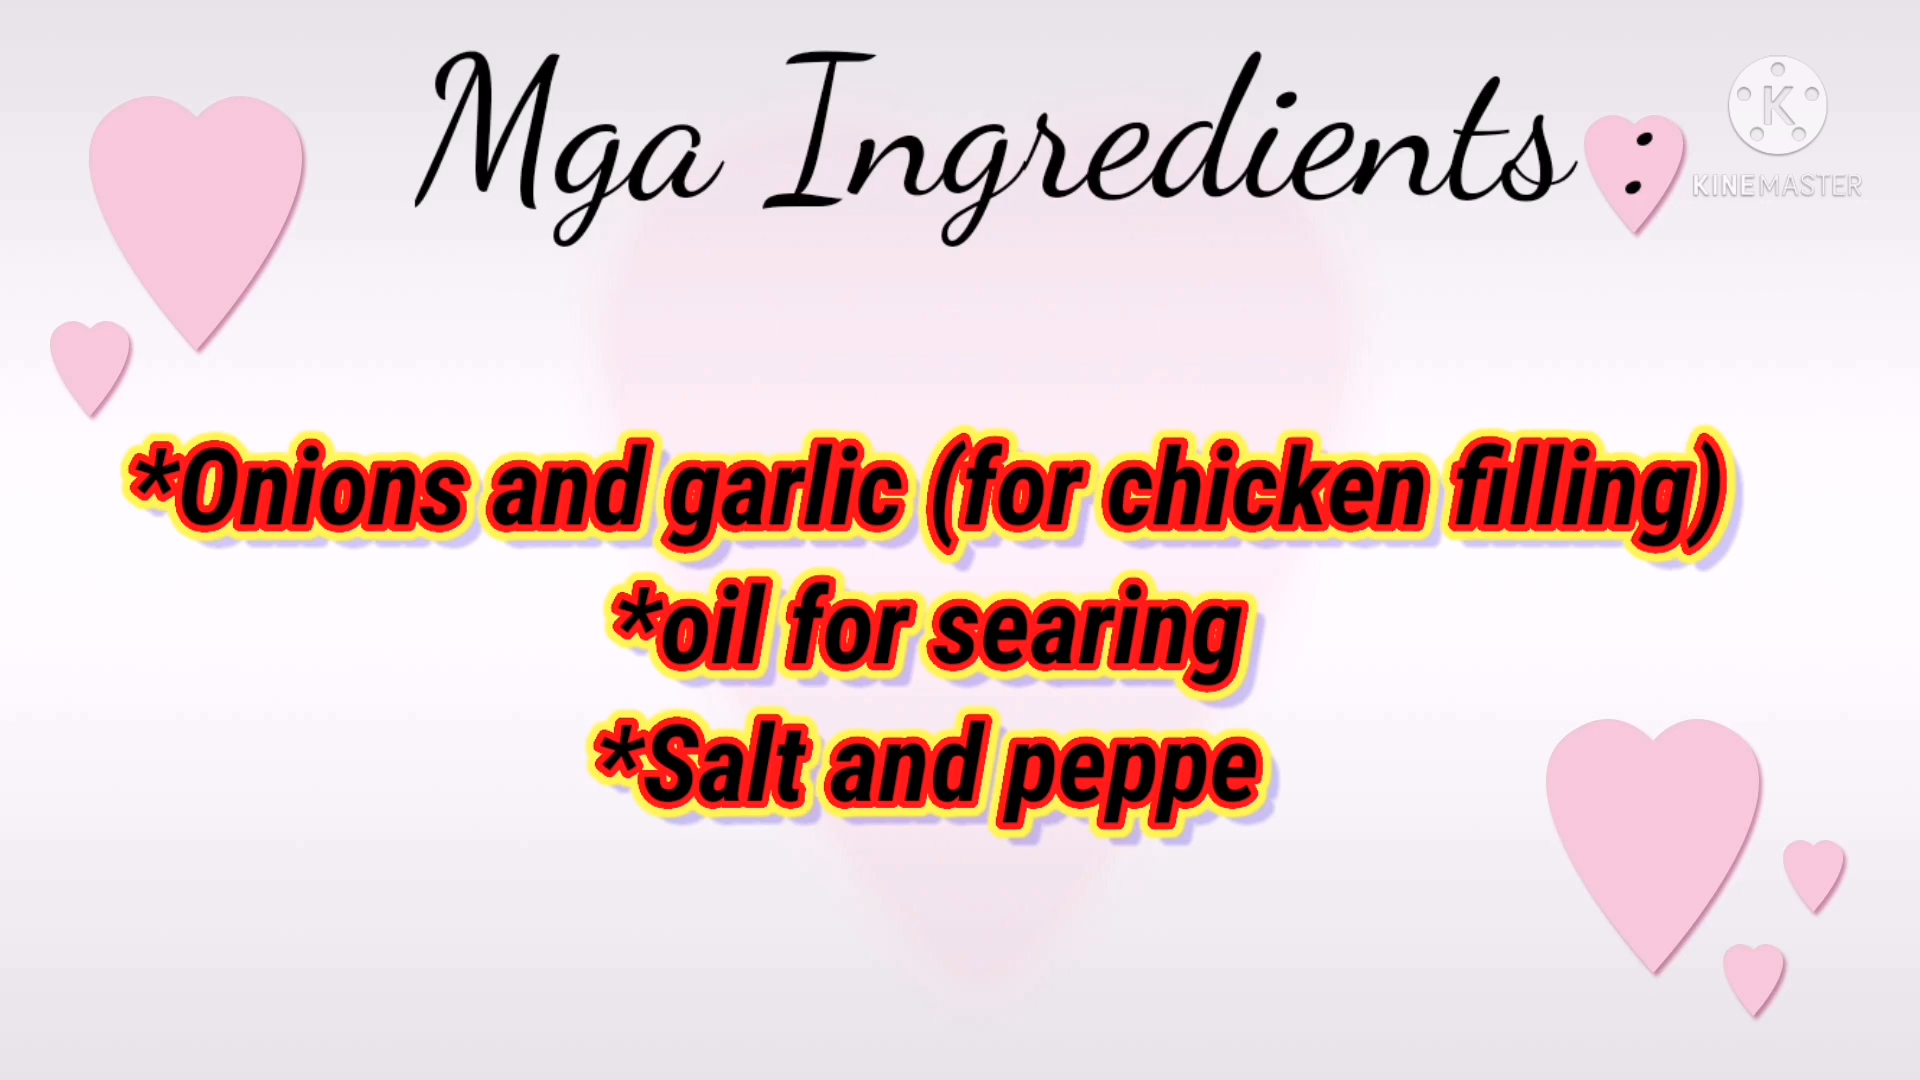 Mga Ingredients :
K
KINEMASTER
*Onions and garlic (for chicken filling)
*oil for searing
*Salt and peppe